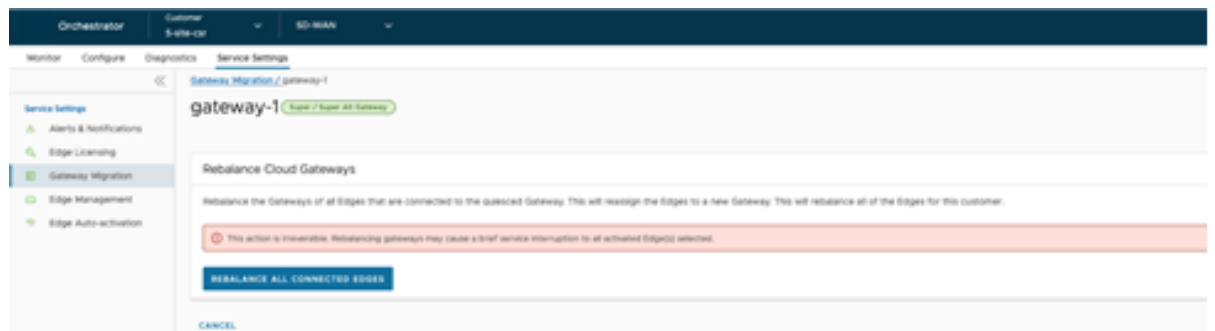 Orchestrator
Customer
5-site-csr
SD-WAN
Monitor Configure Diagnostics Service Settings
Gateway Migration / gateway-1
gateway-1 Super / Super Alt Gateway
Service Settings
Alerts & Notifications
Edge Licensing
Gateway Migration
Edge Management
Edge Auto-activation
Rebalance Cloud Gateways
Rebalance the Gateways of all Edges that are connected to the quiesced Gateway. This will reassign the Edges to a new Gateway. This will rebalance all of the Edges for this customer.
This action is irreversible. Rebalancing gateways may cause a brief service interruption to all activated Edge(s) selected.
REBALANCE ALL CONNECTED EDGES
CANCEL